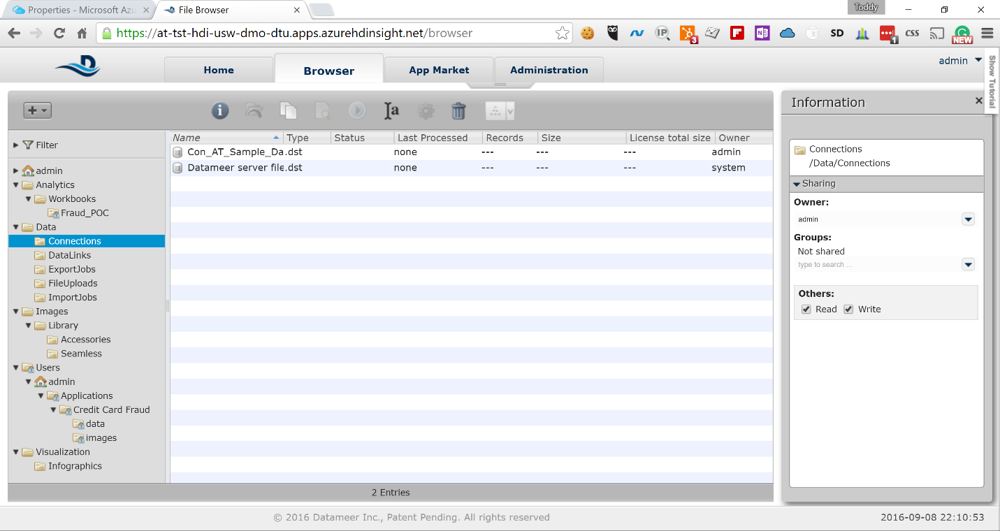 Properties - Microsoft Azu
File Browser
Toddy
https://at-tst-hdi-usw-dmo-dtu.apps.azurehdinsight.net/browser
IP
3
N
SD
1
CSS
NEW
Home
Browser
App Market
Administration
admin
Show Tutorial
Filter
admin
Analytics
Workbooks
Fraud_POC
Data
Connections
DataLinks
ExportJobs
FileUploads
ImportJobs
Images
Library
Accessories
Seamless
Users
admin
Applications
Credit Card Fraud
data
images
Visualization
Infographics
Name Type Status Last Processed Records Size License total size Owner
Con_AT_Sample_Da.dst none --- --- --- admin
Datameer server file.dst none --- --- --- system
2 Entries
Information
Connections
/Data/Connections
Sharing
Owner:
admin
Groups:
Not shared
type to search ...
Others:
Read Write
© 2016 Datameer Inc., Patent Pending. All rights reserved
2016-09-08 22:10:53